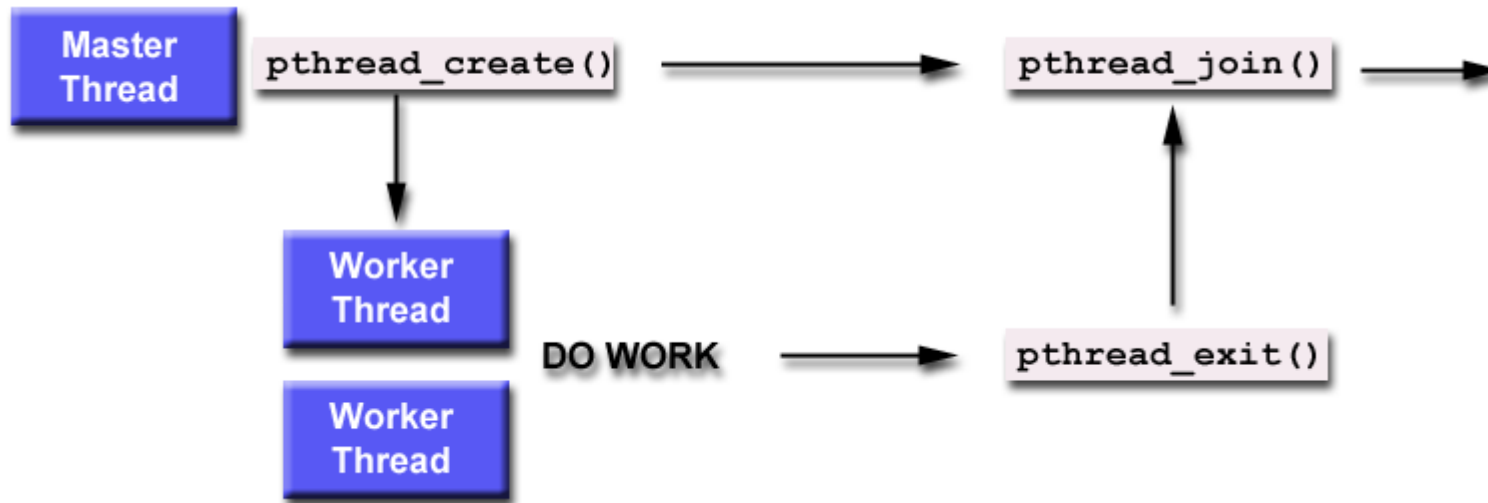 Master
Thread
pthread_create()
pthread_join()
Worker
Thread
DO WORK
pthread_exit()
Worker
Thread